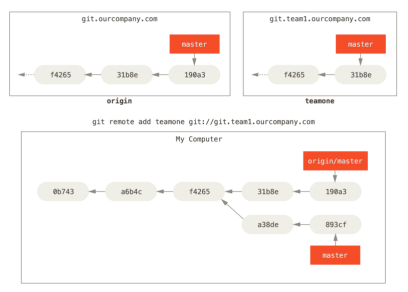 git.ourcompany.com
master
f4265
31b8e
190a3
origin
git.team1.ourcompany.com
master
f4265
31b8e
teamone
git remote add teamone git://git.team1.ourcompany.com
My Computer
origin/master
0b743
a6b4c
f4265
31b8e
190a3
a38de
893cf
master